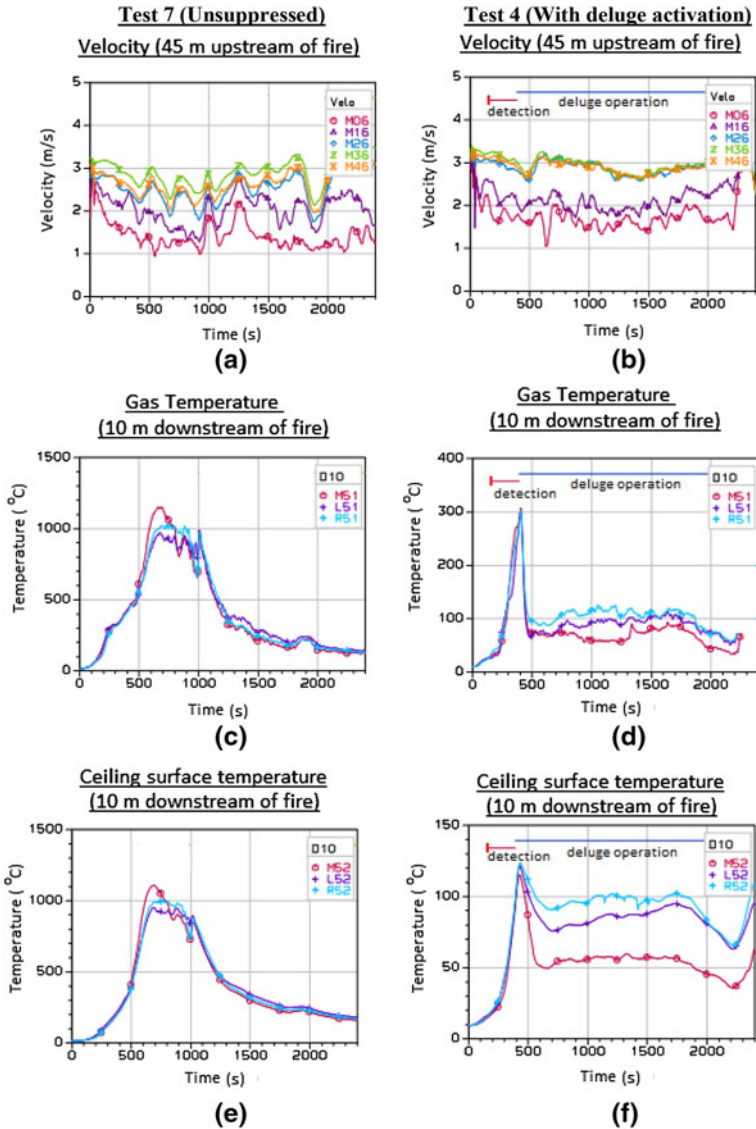 Test 7 (Unsuppressed)
Velocity (45 m upstream of fire)
Velocity (m/s)
5
4
3
2
1
0
Velo
M06
M16
M26
M36
M46
0 500 1000 1500 2000
Time (s)
(a)
Test 4 (With deluge activation)
Velocity (45 m upstream of fire)
Velocity (m/s)
5
4
3
2
1
0
detection
deluge operation
Velo
M06
M16
M26
M36
M46
0 500 1000 1500 2000
Time (s)
(b)
Gas Temperature
(10 m downstream of fire)
Temperature ( °C)
1500
1000
500
0
10
M51
L51
R51
0 500 1000 1500 2000
Time (s)
(c)
Gas Temperature
(10 m downstream of fire)
Temperature ( °C)
400
300
200
100
0
detection
deluge operation
10
M51
L51
R51
0 500 1000 1500 2000
Time (s)
(d)
Ceiling surface temperature
(10 m downstream of fire)
Temperature ( °C)
1500
1000
500
0
10
M52
L52
R52
0 500 1000 1500 2000
Time (s)
(e)
Ceiling surface temperature
(10 m downstream of fire)
Temperature ( °C)
150
100
50
0
detection
deluge operation
10
M52
L52
R52
0 500 1000 1500 2000
Time (s)
(f)